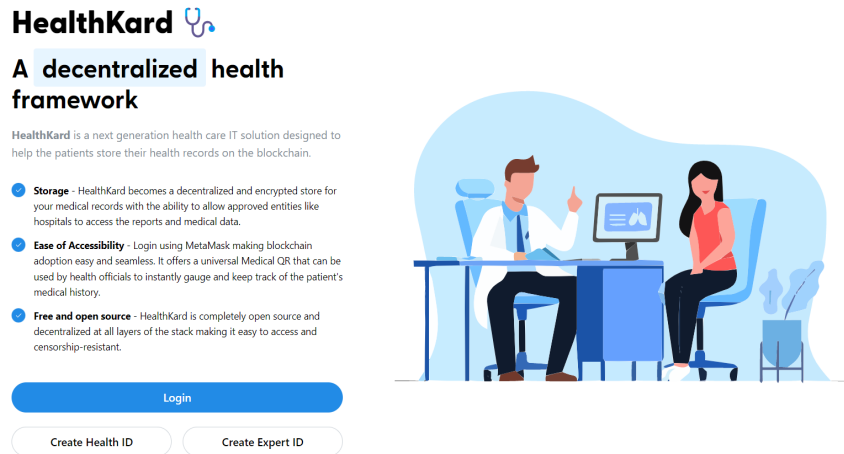 HealthKard
A decentralized health
framework
HealthKard is a next generation health care IT solution designed to
help the patients store their health records on the blockchain.
Storage - HealthKard becomes a decentralized and encrypted store for
your medical records with the ability to allow approved entities like
hospitals to access the reports and medical data.
Ease of Accessibility - Login using MetaMask making blockchain
adoption easy and seamless. It offers a universal Medical QR that can be
used by health officials to instantly gauge and keep track of the patient's
medical history.
Free and open source - HealthKard is completely open source and
decentralized at all layers of the stack making it easy to access and
censorship-resistant.
Login
Create Health ID
Create Expert ID